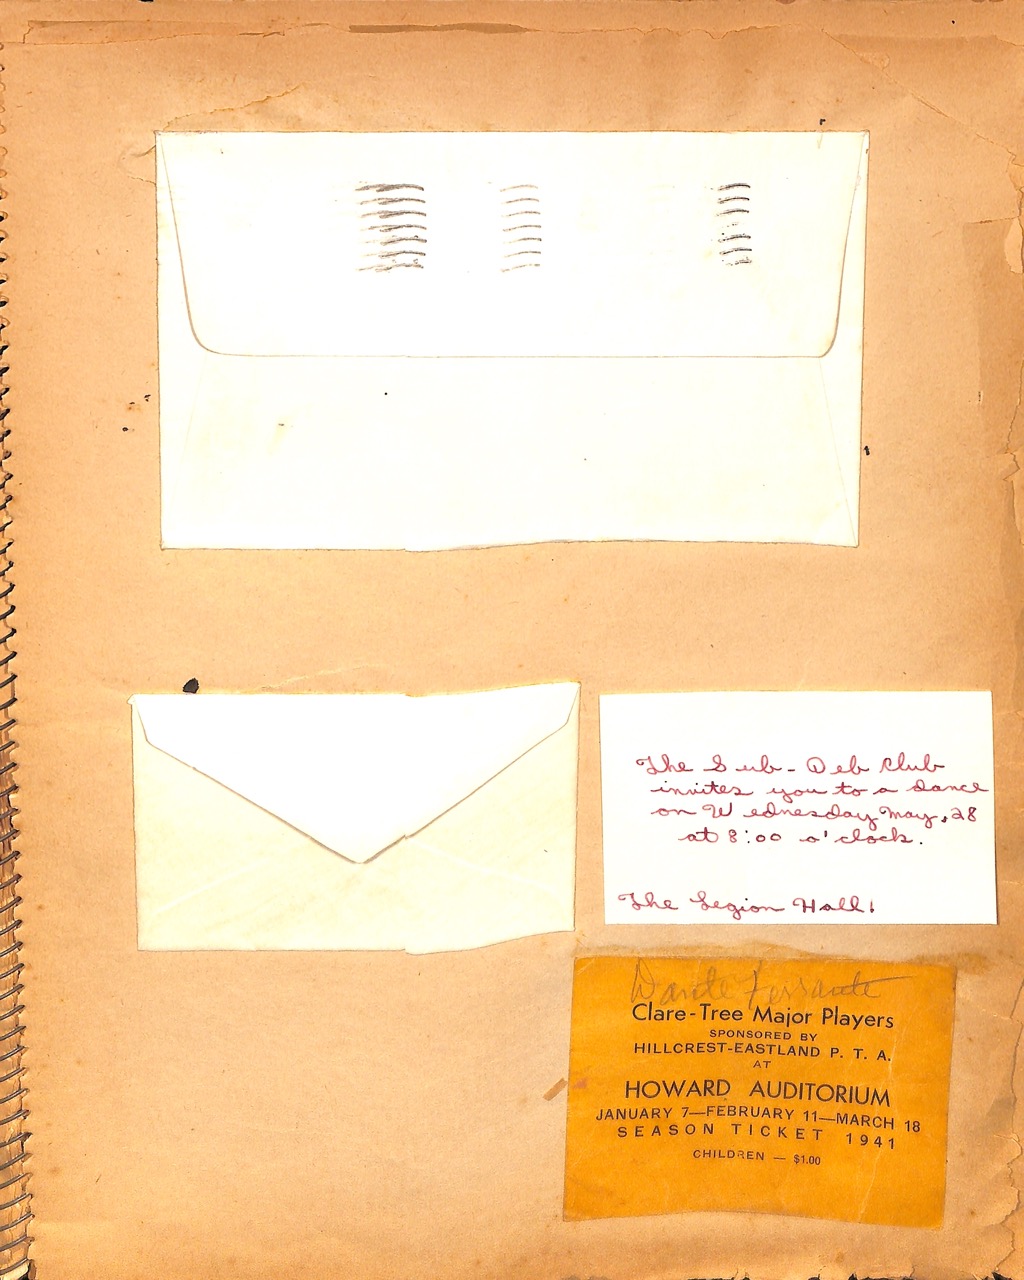 The Sub-Deb Club
invites you to a dance
on Wednesday May, 28
at 8:00 o'clock.
The Legion Hall!
Dante Ferrante
Clare-Tree Major Players
SPONSORED BY
HILLCREST-EASTLAND P. T. A.
AT
HOWARD AUDITORIUM
JANUARY 7—FEBRUARY 11—MARCH 18
SEASON TICKET 1941
CHILDREN — $1.00